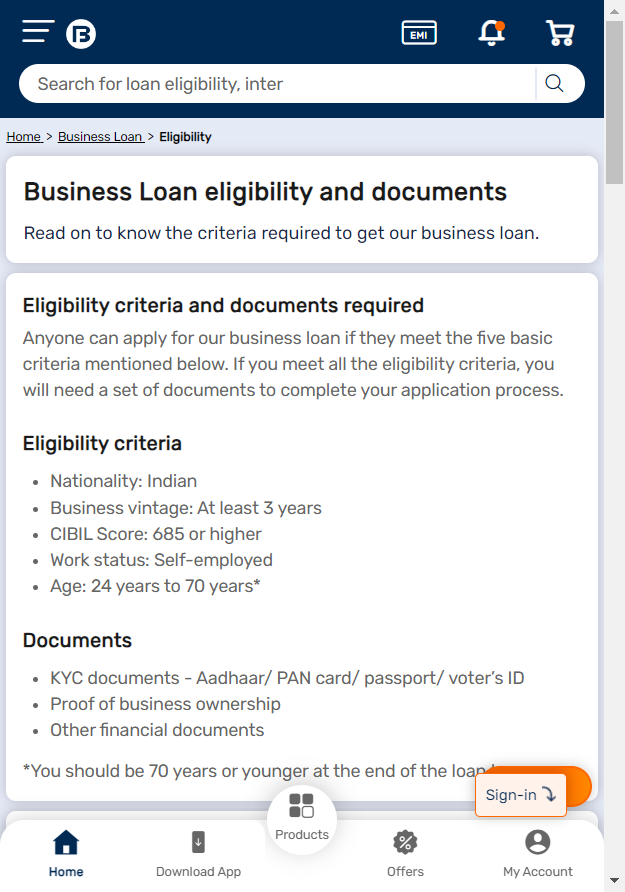 EMI
Search for loan eligibility, inter
Home > Business Loan > Eligibility
Business Loan eligibility and documents
Read on to know the criteria required to get our business loan.
Eligibility criteria and documents required
Anyone can apply for our business loan if they meet the five basic
criteria mentioned below. If you meet all the eligibility criteria, you
will need a set of documents to complete your application process.
Eligibility criteria
• Nationality: Indian
• Business vintage: At least 3 years
• CIBIL Score: 685 or higher
• Work status: Self-employed
• Age: 24 years to 70 years*
Documents
• KYC documents - Aadhaar/ PAN card/ passport/ voter’s ID
• Proof of business ownership
• Other financial documents
*You should be 70 years or younger at the end of the loan
Sign-in
Products
Home
Download App
Offers
My Account